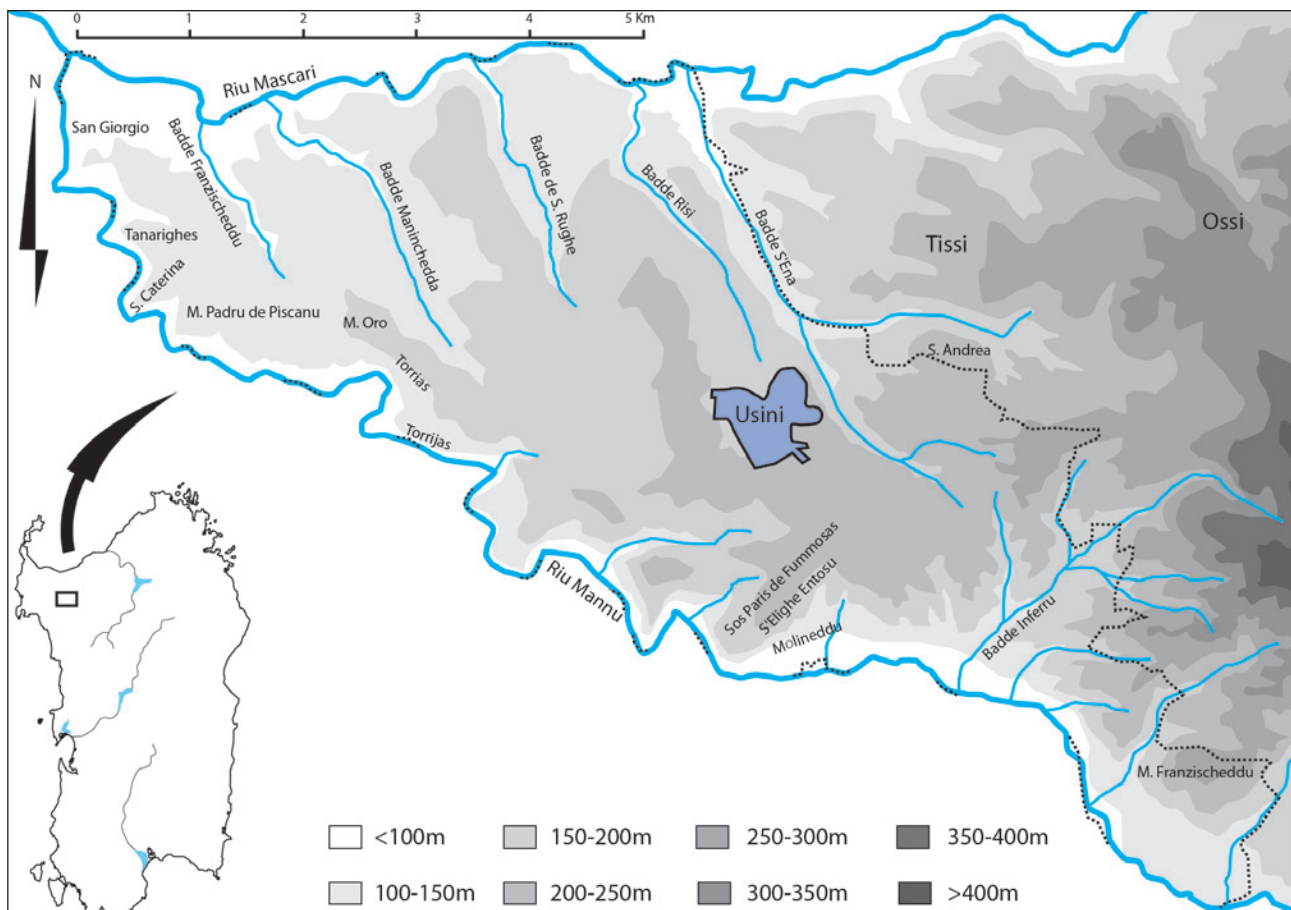 0 1 2 3 4 5 Km
N
Riu Mascari
San Giorgio
Badde Franzischeddu
Badde Maninchedda
Badde de S. Rughe
Badde Risi
Badde S'Ena
Tissi
Ossi
Tanarighes
S. Caterina
M. Padru de Piscanu
M. Oro
Torrias
S. Andrea
Usini
Torrijas
Riu Mannu
Sos Paris de Fummosas
S'Elighe Entosu
Molineddu
Badde Inferru
M. Franzischeddu
<100m
150-200m
250-300m
350-400m
100-150m
200-250m
300-350m
>400m